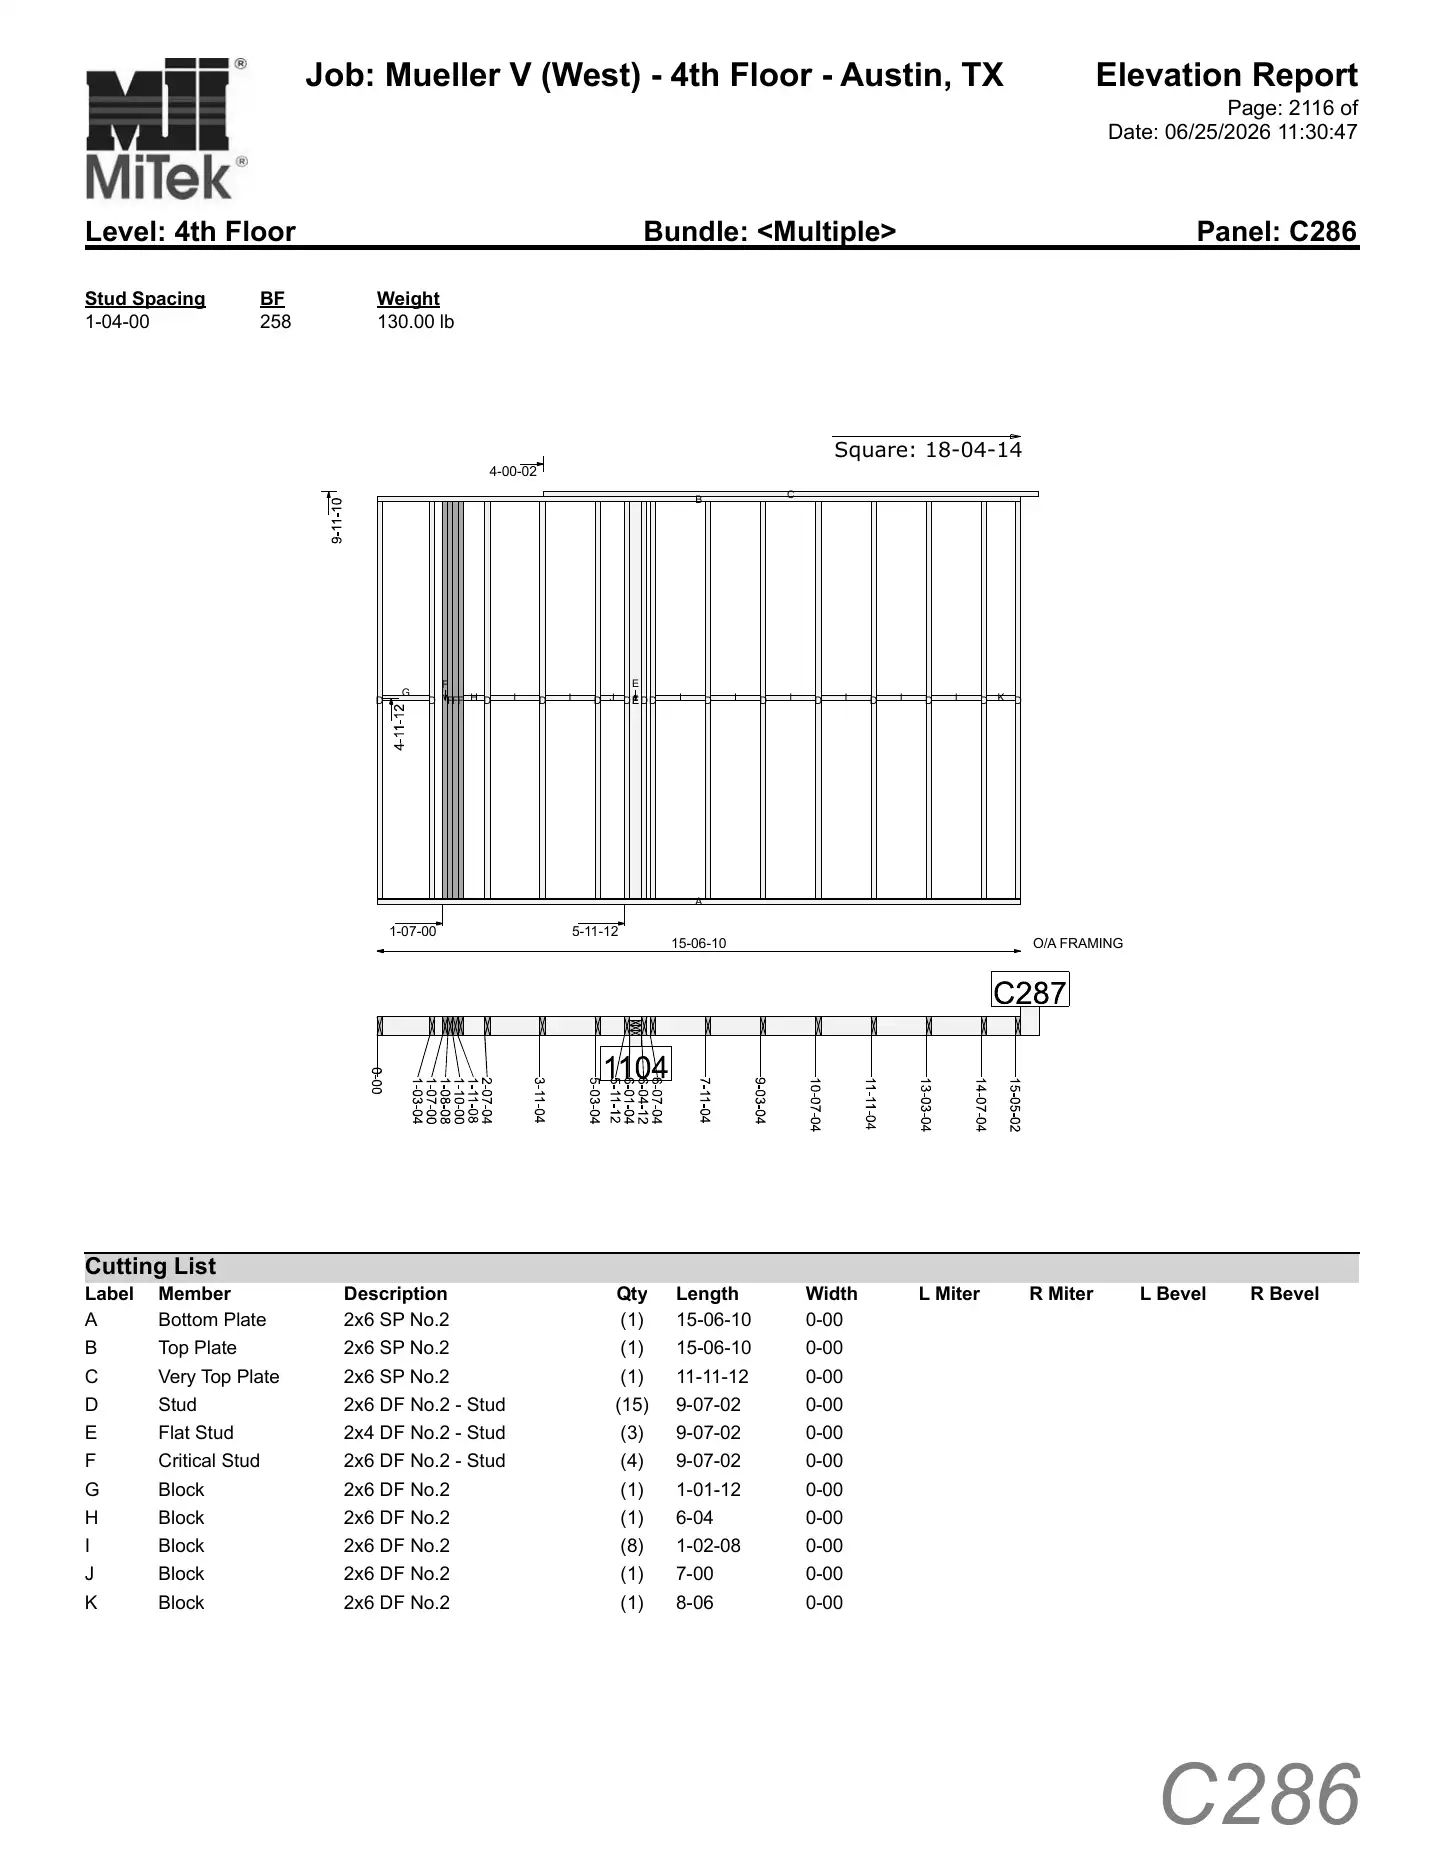 Job: Mueller V (West) - 4th Floor - Austin, TX
Elevation Report
Page: 2116 of
Date: 06/25/2026 11:30:47
MiTek®
Level: 4th Floor Bundle: <Multiple> Panel: C286
Stud Spacing BF Weight
1-04-00 258 130.00 lb
Square: 18-04-14
4-00-02
9-11-10
C
B
F
E
G H I I J E I I I I I I K
4-11-12
A
1-07-00 5-11-12
15-06-10 O/A FRAMING
C287
1104
0-00
1-03-04
1-07-00
1-08-08
1-10-00
1-11-08
2-07-04
3-11-04
5-03-04
5-11-12
6-01-04
6-04-12
6-07-04
7-11-04
9-03-04
10-07-04
11-11-04
13-03-04
14-07-04
15-05-02
Cutting List
Label Member Description Qty Length Width L Miter R Miter L Bevel R Bevel
A Bottom Plate 2x6 SP No.2 (1) 15-06-10 0-00
B Top Plate 2x6 SP No.2 (1) 15-06-10 0-00
C Very Top Plate 2x6 SP No.2 (1) 11-11-12 0-00
D Stud 2x6 DF No.2 - Stud (15) 9-07-02 0-00
E Flat Stud 2x4 DF No.2 - Stud (3) 9-07-02 0-00
F Critical Stud 2x6 DF No.2 - Stud (4) 9-07-02 0-00
G Block 2x6 DF No.2 (1) 1-01-12 0-00
H Block 2x6 DF No.2 (1) 6-04 0-00
I Block 2x6 DF No.2 (8) 1-02-08 0-00
J Block 2x6 DF No.2 (1) 7-00 0-00
K Block 2x6 DF No.2 (1) 8-06 0-00
C286